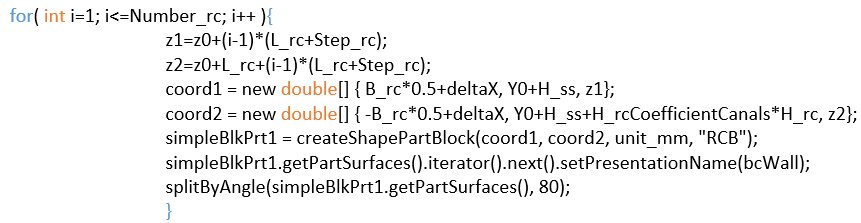 for( int i=1; i<=Number_rc; i++ ){
z1=z0+(i-1)*(L_rc+Step_rc);
z2=z0+L_rc+(i-1)*(L_rc+Step_rc);
coord1 = new double[] { B_rc*0.5+deltaX, Y0+H_ss, z1};
coord2 = new double[] { -B_rc*0.5+deltaX, Y0+H_ss+H_rcCoefficientCanals*H_rc, z2};
simpleBlkPrt1 = createShapePartBlock(coord1, coord2, unit_mm, "RCB");
simpleBlkPrt1.getPartSurfaces().iterator().next().setPresentationName(bcWall);
splitByAngle(simpleBlkPrt1.getPartSurfaces(), 80);
}